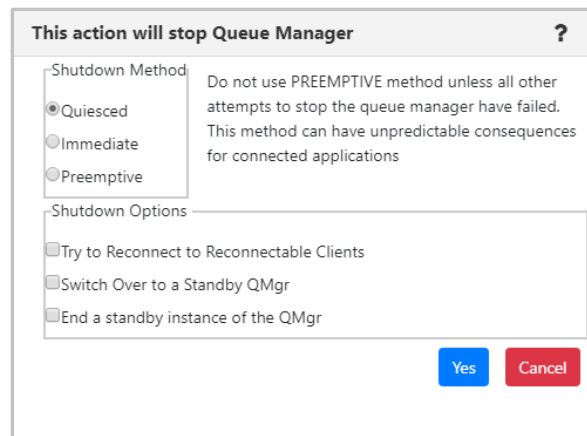 This action will stop Queue Manager ?
Shutdown Method
Quiesced
Immediate
Preemptive
Do not use PREEMPTIVE method unless all other
attempts to stop the queue manager have failed.
This method can have unpredictable consequences
for connected applications
Shutdown Options
Try to Reconnect to Reconnectable Clients
Switch Over to a Standby QMgr
End a standby instance of the QMgr
Yes Cancel